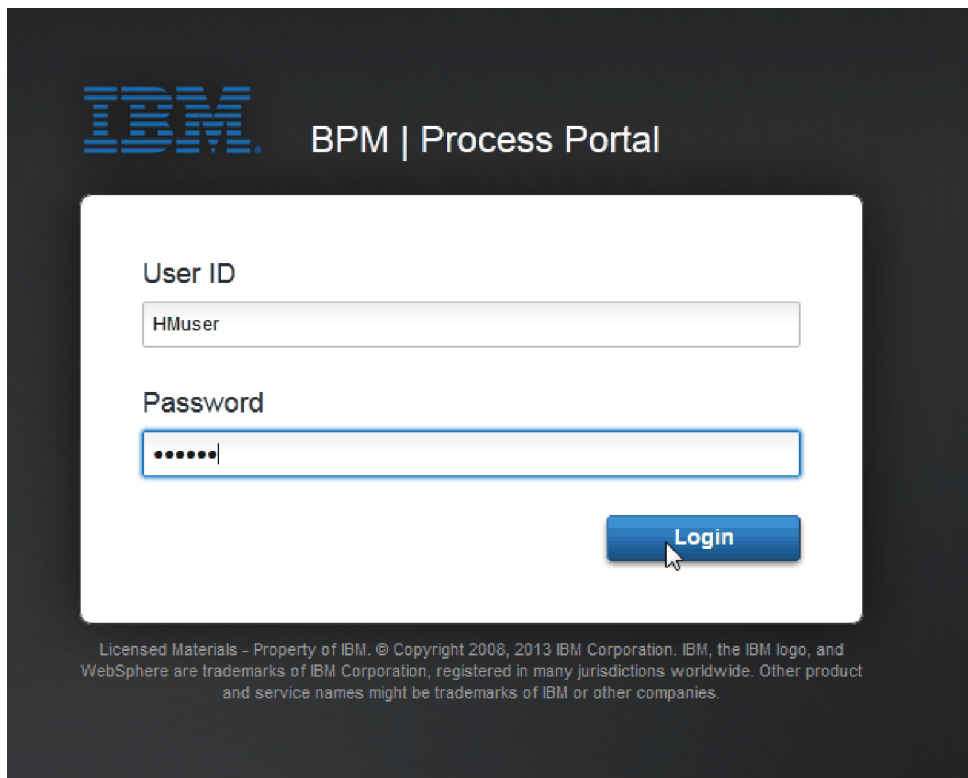 IBM.
BPM | Process Portal
User ID
HMuser
Password
••••••
Login
Licensed Materials - Property of IBM. © Copyright 2008, 2013 IBM Corporation. IBM, the IBM logo, and
WebSphere are trademarks of IBM Corporation, registered in many jurisdictions worldwide. Other product
and service names might be trademarks of IBM or other companies.